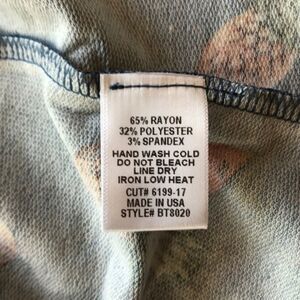 65% RAYON
32% POLYESTER
3% SPANDEX
HAND WASH COLD
DO NOT BLEACH
LINE DRY
IRON LOW HEAT
CUT# 6199-17
MADE IN USA
STYLE# BT8020